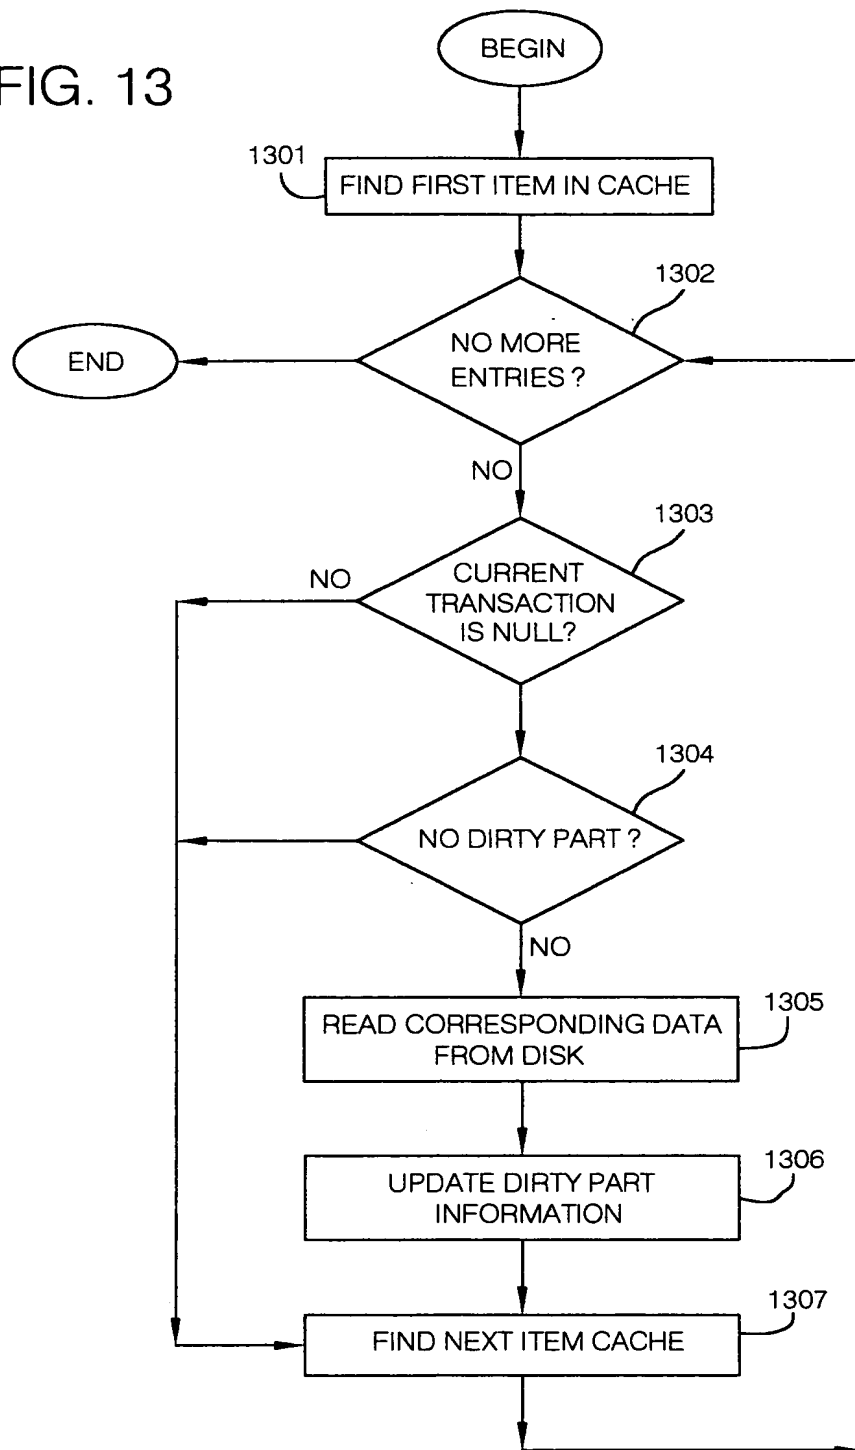 FIG. 13
BEGIN
1301
FIND FIRST ITEM IN CACHE
1302
NO MORE
ENTRIES ?
END
NO
1303
CURRENT
TRANSACTION
IS NULL?
NO
1304
NO DIRTY PART ?
NO
1305
READ CORRESPONDING DATA
FROM DISK
1306
UPDATE DIRTY PART
INFORMATION
1307
FIND NEXT ITEM CACHE